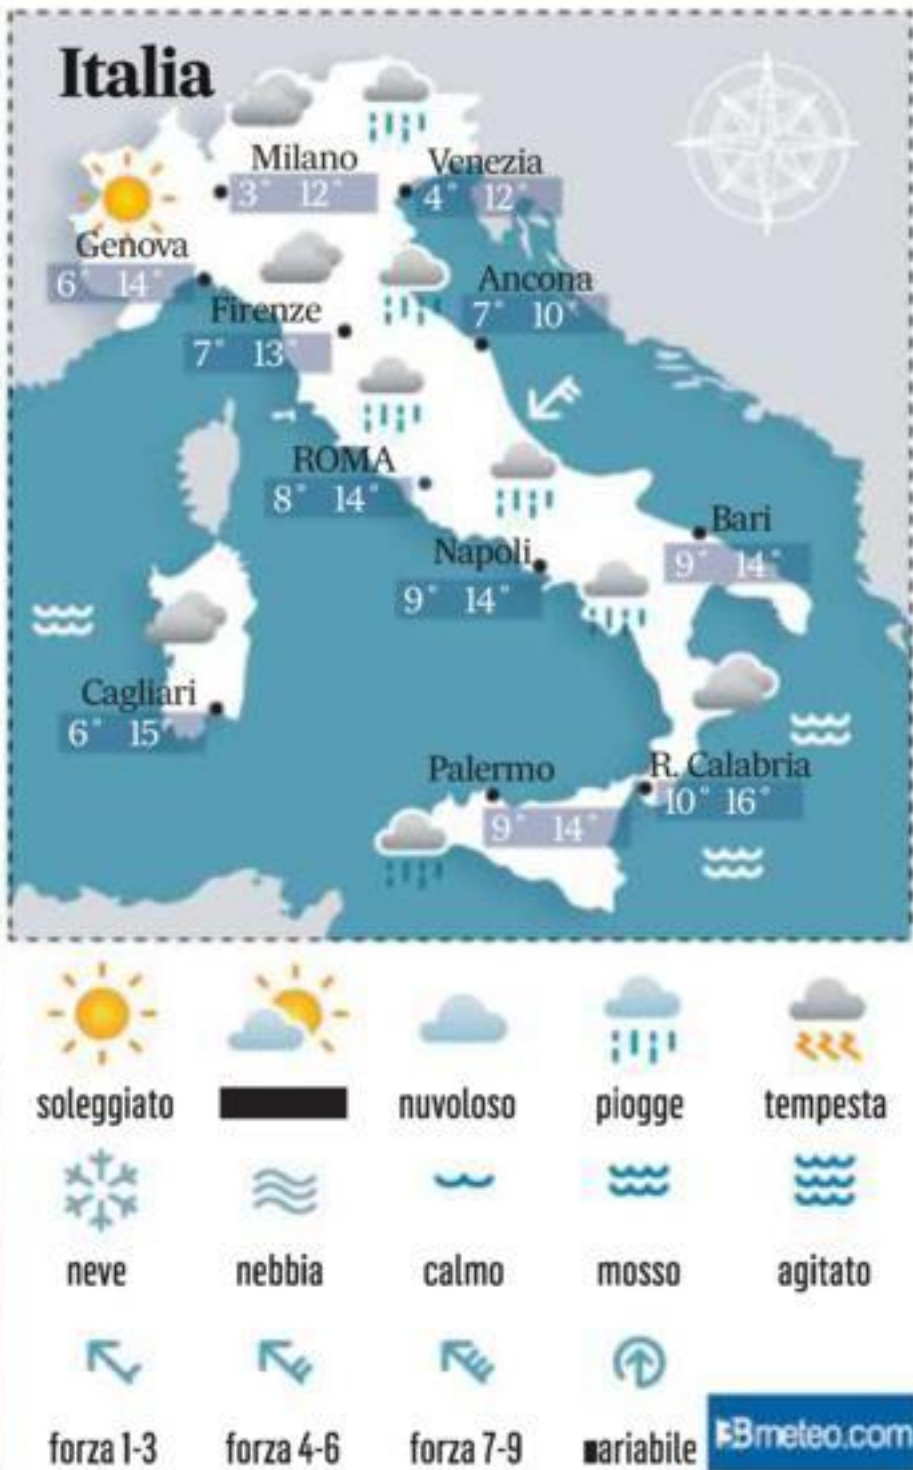 Italia
Milano
3° 12°
Venezia
4° 12°
Genova
6° 14°
Firenze
7° 13°
Ancona
7° 10°
ROMA
8° 14°
Napoli
9° 14°
Bari
9° 14°
Cagliari
6° 15°
Palermo
9° 14°
R. Calabria
10° 16°
soleggiato
nuvoloso
piogge
tempesta
neve
nebbia
calmo
mosso
agitato
forza 1-3
forza 4-6
forza 7-9
ariabile
3Bmeteo.com